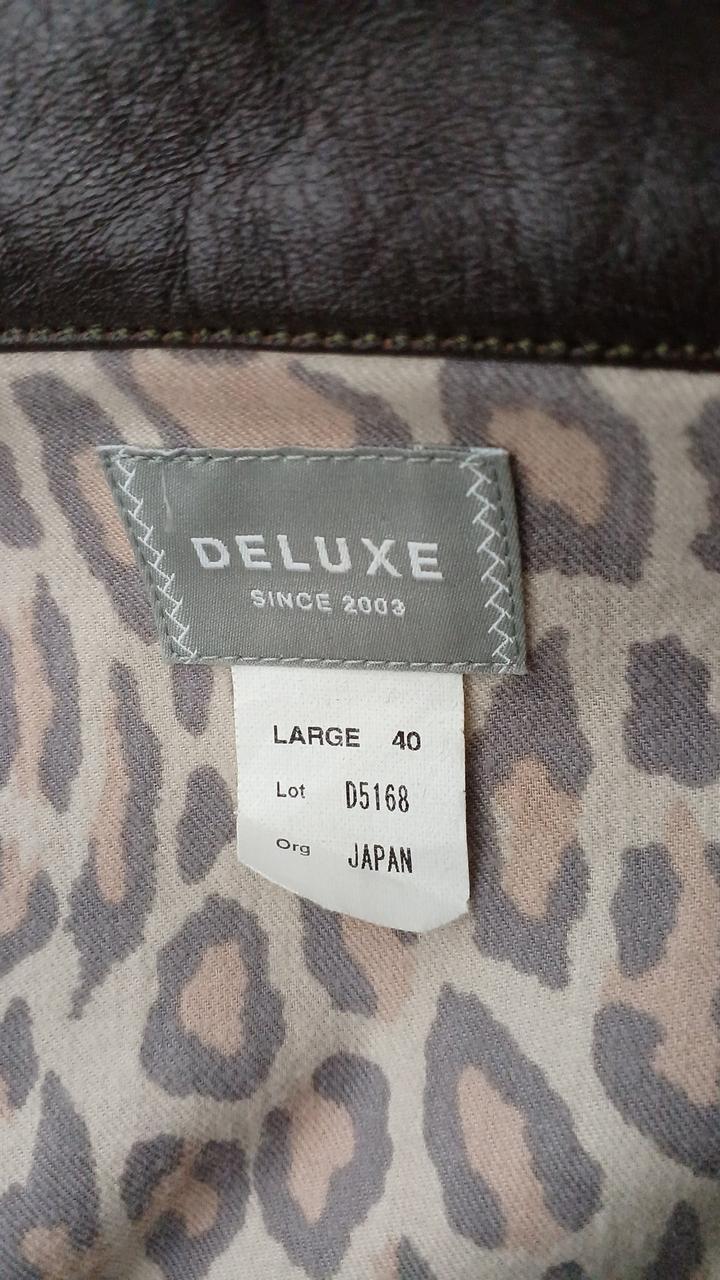 DELUXE
SINCE 2003
LARGE 40
Lot D5168
Org JAPAN